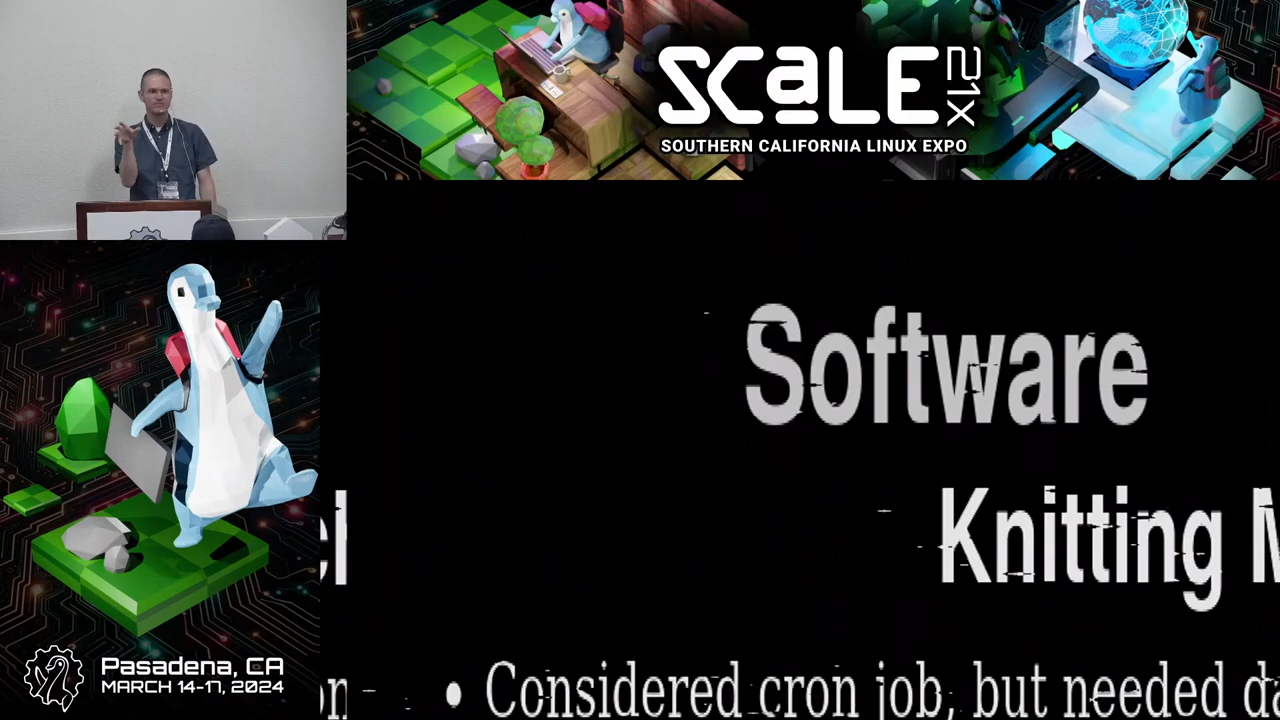 SCALE 21X
SOUTHERN CALIFORNIA LINUX EXPO
Software
Knitting M
• Considered cron job, but needed da
Pasadena, CA
MARCH 14-17, 2024